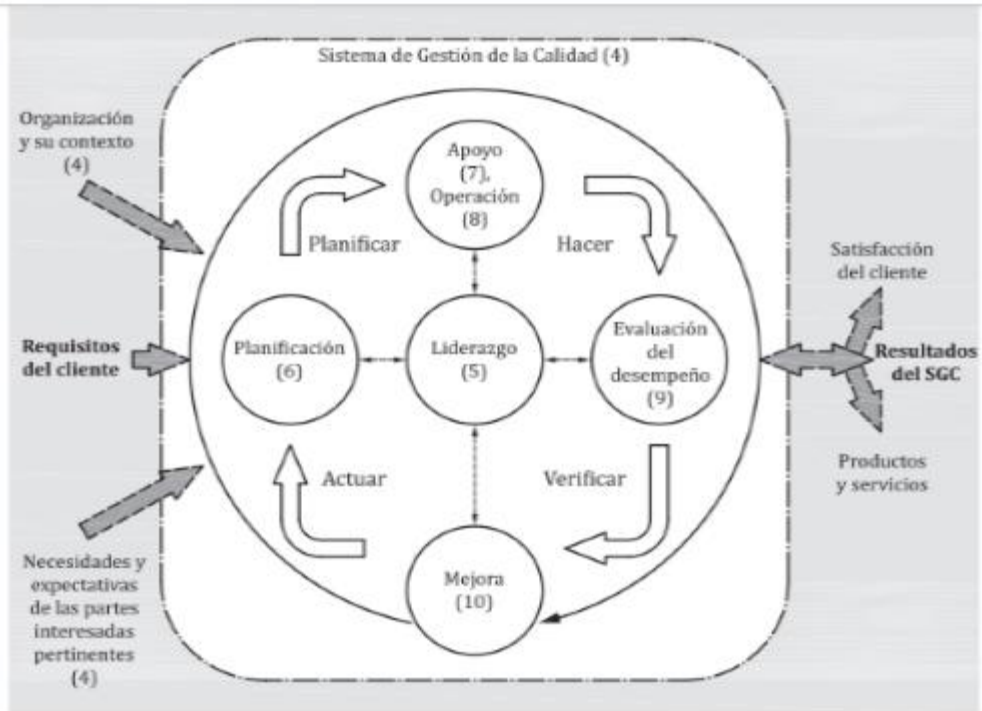 Sistema de Gestión de la Calidad (4)
Organización
y su contexto
(4)
Apoyo
(7),
Operación
(8)
Planificar
Hacer
Satisfacción
del cliente
Requisitos
del cliente
Planificación
(6)
Liderazgo
(5)
Evaluación
del
desempeño
(9)
Resultados
del SGC
Actuar
Verificar
Productos
y servicios
Necesidades y
expectativas
de las partes
interesadas
pertinentes
(4)
Mejora
(10)